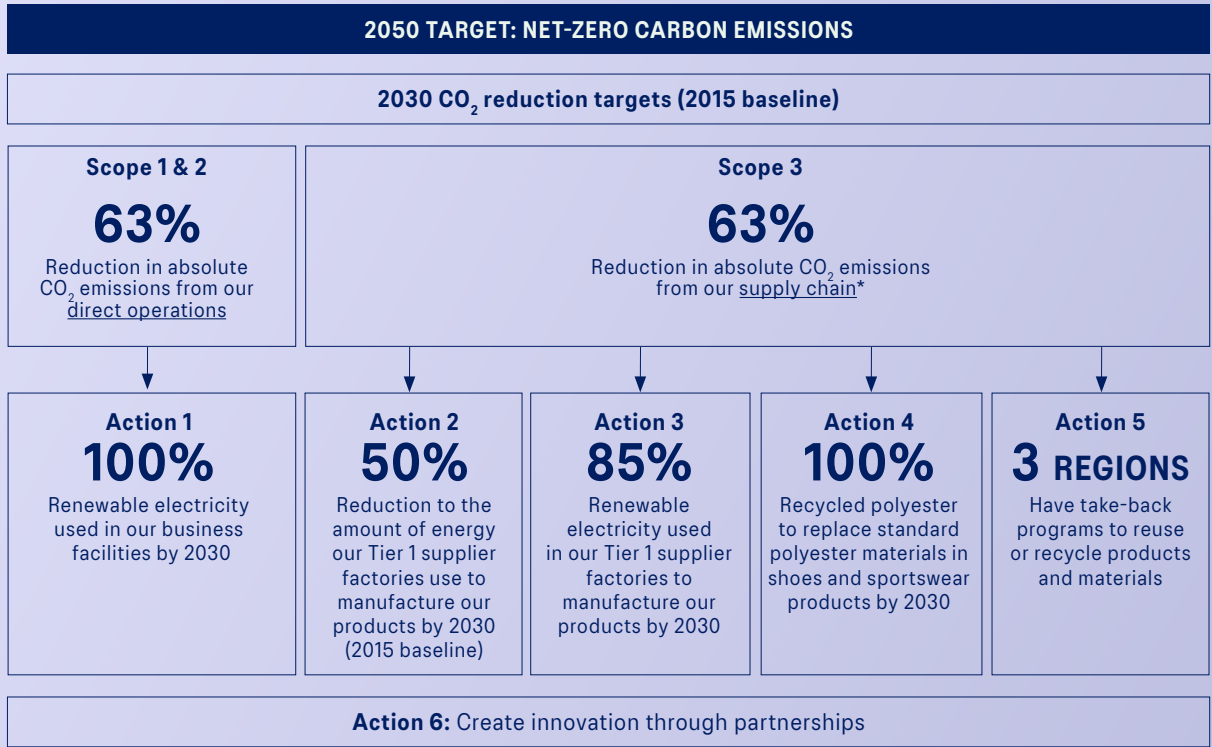 2050 TARGET: NET-ZERO CARBON EMISSIONS
2030 CO2 reduction targets (2015 baseline)
Scope 1 & 2
63%
Reduction in absolute
CO2 emissions from our
direct operations
Scope 3
63%
Reduction in absolute CO2 emissions
from our supply chain*
Action 1
100%
Renewable electricity
used in our business
facilities by 2030
Action 2
50%
Reduction to the
amount of energy
our Tier 1 supplier
factories use to
manufacture our
products by 2030
(2015 baseline)
Action 3
85%
Renewable
electricity used
in our Tier 1 supplier
factories to
manufacture our
products by 2030
Action 4
100%
Recycled polyester
to replace standard
polyester materials in
shoes and sportswear
products by 2030
Action 5
3 REGIONS
Have take-back
programs to reuse
or recycle products
and materials
Action 6: Create innovation through partnerships